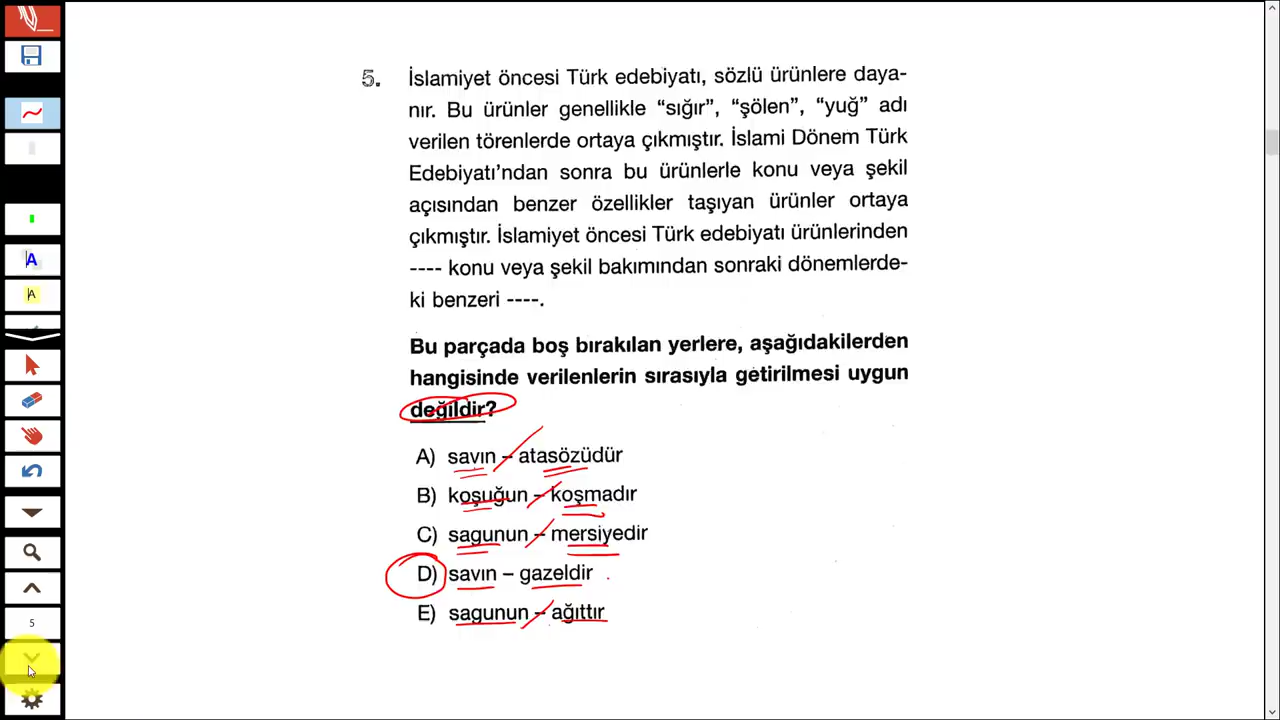 5. İslamiyet öncesi Türk edebiyatı, sözlü ürünlere daya-
nır. Bu ürünler genellikle “sığır”, “şölen”, “yuğ” adı
verilen törenlerde ortaya çıkmıştır. İslami Dönem Türk
Edebiyatı’ndan sonra bu ürünlerle konu veya şekil
açısından benzer özellikler taşıyan ürünler ortaya
çıkmıştır. İslamiyet öncesi Türk edebiyatı ürünlerinden
---- konu veya şekil bakımından sonraki dönemlerde-
ki benzeri ----.
Bu parçada boş bırakılan yerlere, aşağıdakilerden
hangisinde verilenlerin sırasıyla getirilmesi uygun
değildir?
A) savın – atasözüdür
B) koşuğun – koşmadır
C) sagunun – mersiyedir
D) savın – gazeldir
E) sagunun – ağıttır
A
A
5